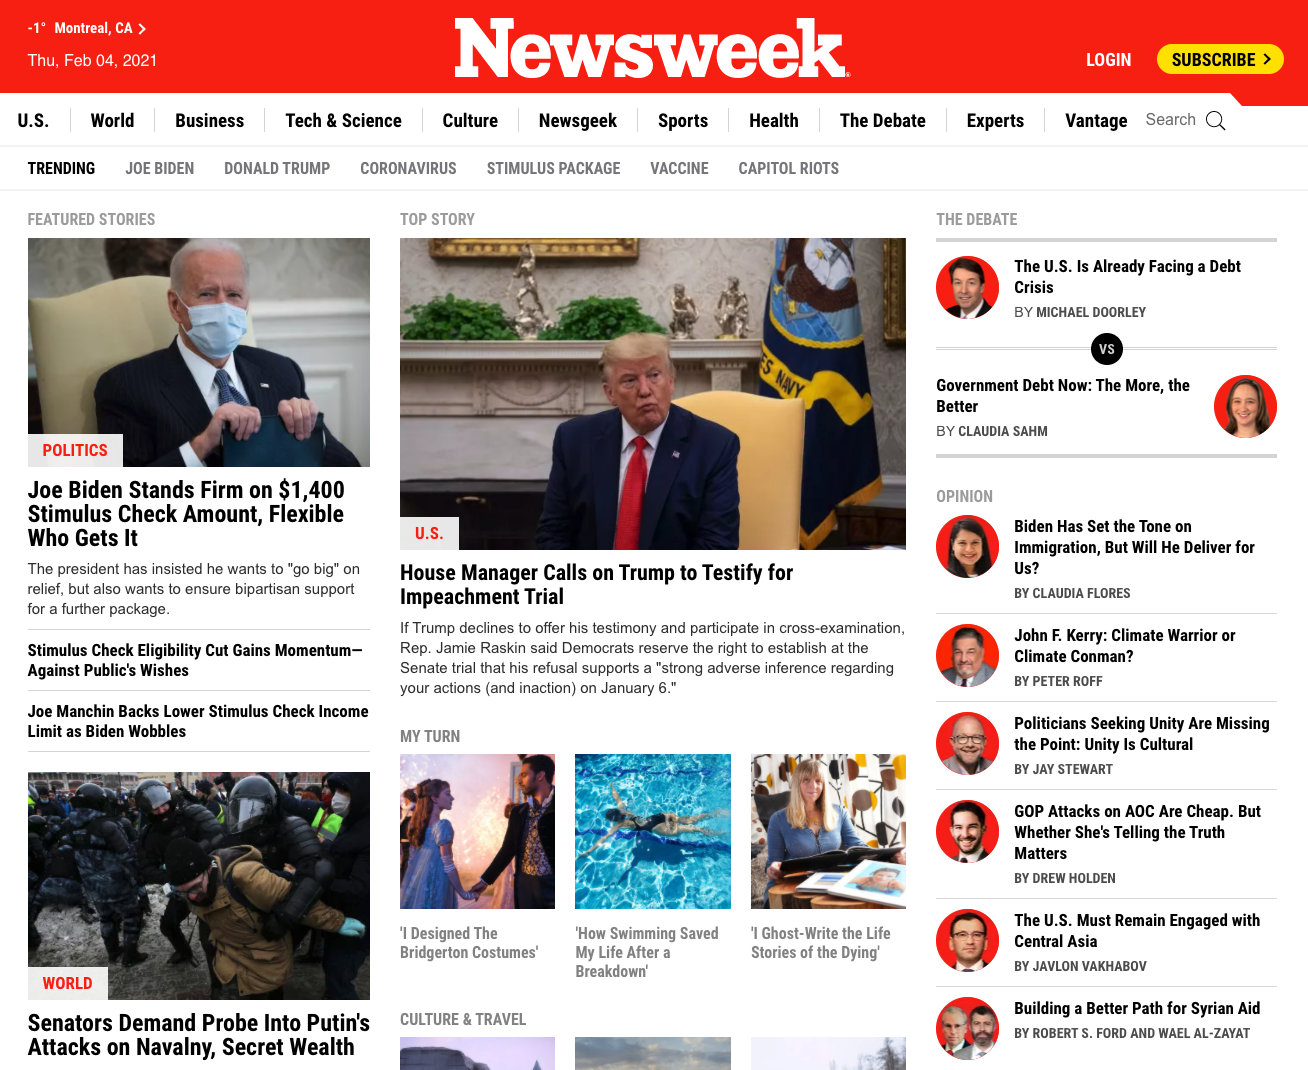 -1° Montreal, CA
Thu, Feb 04, 2021
Newsweek
LOGIN
SUBSCRIBE
U.S.
World
Business
Tech & Science
Culture
Newsgeek
Sports
Health
The Debate
Experts
Vantage
Search
TRENDING
JOE BIDEN
DONALD TRUMP
CORONAVIRUS
STIMULUS PACKAGE
VACCINE
CAPITOL RIOTS
FEATURED STORIES
POLITICS
Joe Biden Stands Firm on $1,400
Stimulus Check Amount, Flexible
Who Gets It
The president has insisted he wants to "go big" on
relief, but also wants to ensure bipartisan support
for a further package.
Stimulus Check Eligibility Cut Gains Momentum—
Against Public's Wishes
Joe Manchin Backs Lower Stimulus Check Income
Limit as Biden Wobbles
WORLD
Senators Demand Probe Into Putin's
Attacks on Navalny, Secret Wealth
TOP STORY
ES NAVY
U.S.
House Manager Calls on Trump to Testify for
Impeachment Trial
If Trump declines to offer his testimony and participate in cross-examination,
Rep. Jamie Raskin said Democrats reserve the right to establish at the
Senate trial that his refusal supports a "strong adverse inference regarding
your actions (and inaction) on January 6."
MY TURN
'I Designed The
Bridgerton Costumes'
'How Swimming Saved
My Life After a
Breakdown'
'I Ghost-Write the Life
Stories of the Dying'
CULTURE & TRAVEL
THE DEBATE
The U.S. Is Already Facing a Debt
Crisis
BY MICHAEL DOORLEY
VS
Government Debt Now: The More, the
Better
BY CLAUDIA SAHM
OPINION
Biden Has Set the Tone on
Immigration, But Will He Deliver for
Us?
BY CLAUDIA FLORES
John F. Kerry: Climate Warrior or
Climate Conman?
BY PETER ROFF
Politicians Seeking Unity Are Missing
the Point: Unity Is Cultural
BY JAY STEWART
GOP Attacks on AOC Are Cheap. But
Whether She's Telling the Truth
Matters
BY DREW HOLDEN
The U.S. Must Remain Engaged with
Central Asia
BY JAVLON VAKHABOV
Building a Better Path for Syrian Aid
BY ROBERT S. FORD AND WAEL AL-ZAYAT